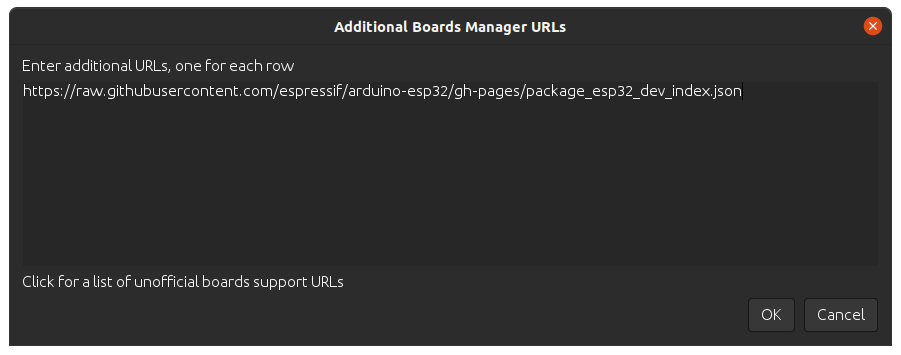 Additional Boards Manager URLs
Enter additional URLs, one for each row
https://raw.githubusercontent.com/espressif/arduino-esp32/gh-pages/package_esp32_dev_index.json
Click for a list of unofficial boards support URLs
OK Cancel